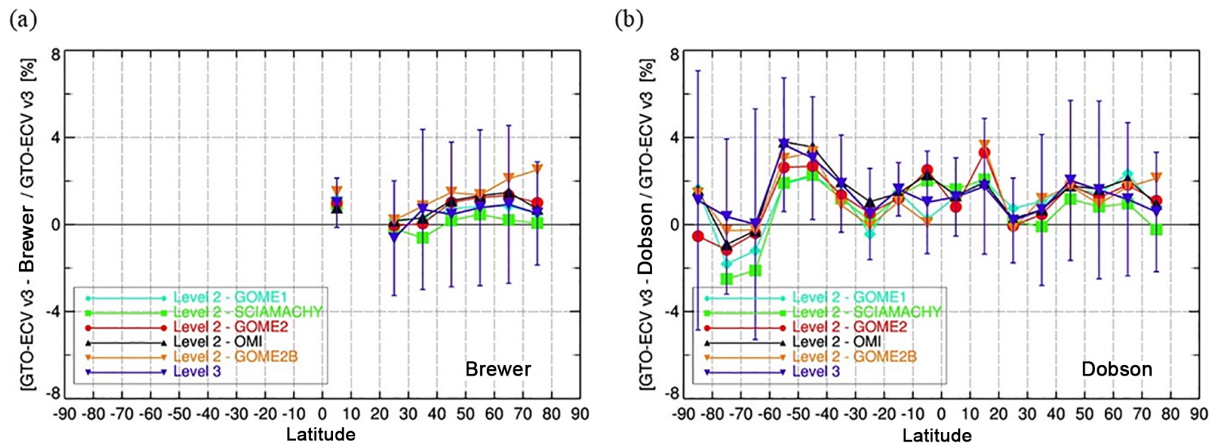 (a)
[GTO-ECV v3 - Brewer / GTO-ECV v3 [%]
8
4
0
-4
-8
Level 2 - GOME1
Level 2 - SCIAMACHY
Level 2 - GOME2
Level 2 - OMI
Level 2 - GOME2B
Level 3
Brewer
-90 -80 -70 -60 -50 -40 -30 -20 -10 0 10 20 30 40 50 60 70 80 90
Latitude
(b)
[GTO-ECV v3 - Dobson / GTO-ECV v3 [%]
8
4
0
-4
-8
Level 2 - GOME1
Level 2 - SCIAMACHY
Level 2 - GOME2
Level 2 - OMI
Level 2 - GOME2B
Level 3
Dobson
-90 -80 -70 -60 -50 -40 -30 -20 -10 0 10 20 30 40 50 60 70 80 90
Latitude